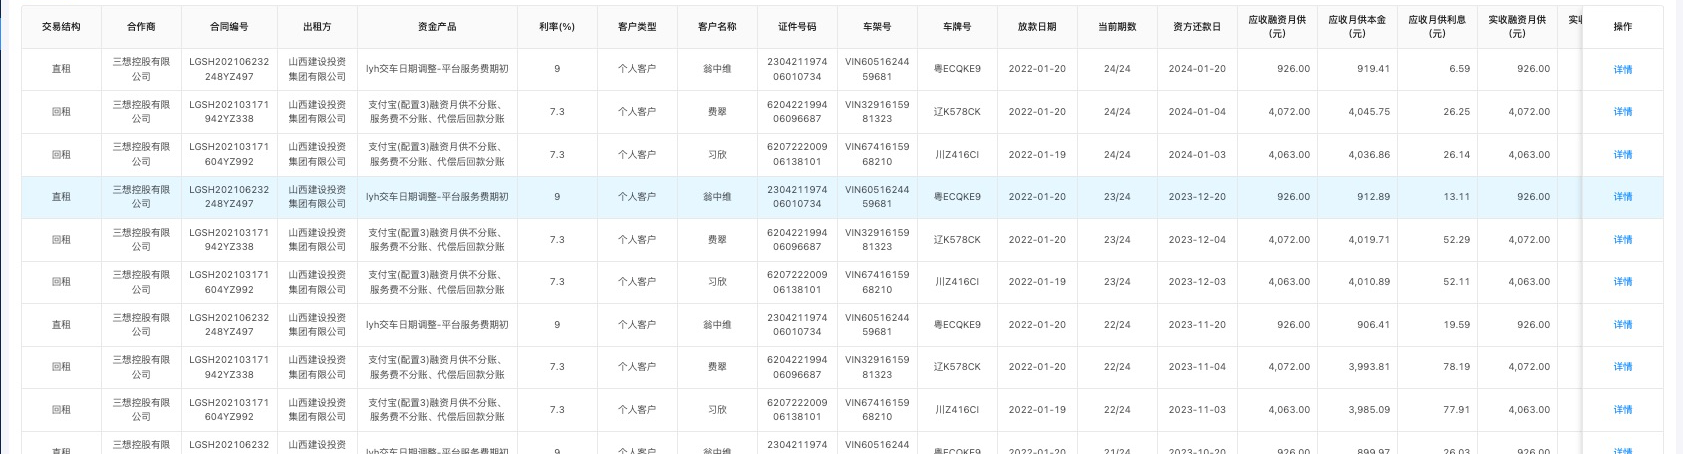 交易结构 合作商 合同编号 出租方 资金产品 利率(%) 客户类型 客户名称 证件号码 车架号 车牌号 放款日期 当前期数 资方还款日 应收融资月供(元) 应收月供本金(元) 应收月供利息(元) 实收融资月供(元) 实收 操作
直租 三想控股有限公司 LGSH202106232248YZ497 山西建设投资集团有限公司 lyh交车日期调整-平台服务费期初 9 个人客户 翁中维 230421197406010734 VIN6051624459681 粤ECQKE9 2022-01-20 24/24 2024-01-20 926.00 919.41 6.59 926.00 详情
回租 三想控股有限公司 LGSH202103171942YZ338 山西建设投资集团有限公司 支付宝(配置3)融资月供不分账、服务费不分账、代偿后回款分账 7.3 个人客户 费翠 620422199406096687 VIN3291615981323 辽K578CK 2022-01-20 24/24 2024-01-04 4,072.00 4,045.75 26.25 4,072.00 详情
回租 三想控股有限公司 LGSH202103171604YZ992 山西建设投资集团有限公司 支付宝(配置3)融资月供不分账、服务费不分账、代偿后回款分账 7.3 个人客户 习欣 620722200906138101 VIN6741615968210 川Z416CI 2022-01-19 24/24 2024-01-03 4,063.00 4,036.86 26.14 4,063.00 详情
直租 三想控股有限公司 LGSH202106232248YZ497 山西建设投资集团有限公司 lyh交车日期调整-平台服务费期初 9 个人客户 翁中维 230421197406010734 VIN6051624459681 粤ECQKE9 2022-01-20 23/24 2023-12-20 926.00 912.89 13.11 926.00 详情
回租 三想控股有限公司 LGSH202103171942YZ338 山西建设投资集团有限公司 支付宝(配置3)融资月供不分账、服务费不分账、代偿后回款分账 7.3 个人客户 费翠 620422199406096687 VIN3291615981323 辽K578CK 2022-01-20 23/24 2023-12-04 4,072.00 4,019.71 52.29 4,072.00 详情
回租 三想控股有限公司 LGSH202103171604YZ992 山西建设投资集团有限公司 支付宝(配置3)融资月供不分账、服务费不分账、代偿后回款分账 7.3 个人客户 习欣 620722200906138101 VIN6741615968210 川Z416CI 2022-01-19 23/24 2023-12-03 4,063.00 4,010.89 52.11 4,063.00 详情
直租 三想控股有限公司 LGSH202106232248YZ497 山西建设投资集团有限公司 lyh交车日期调整-平台服务费期初 9 个人客户 翁中维 230421197406010734 VIN6051624459681 粤ECQKE9 2022-01-20 22/24 2023-11-20 926.00 906.41 19.59 926.00 详情
回租 三想控股有限公司 LGSH202103171942YZ338 山西建设投资集团有限公司 支付宝(配置3)融资月供不分账、服务费不分账、代偿后回款分账 7.3 个人客户 费翠 620422199406096687 VIN3291615981323 辽K578CK 2022-01-20 22/24 2023-11-04 4,072.00 3,993.81 78.19 4,072.00 详情
回租 三想控股有限公司 LGSH202103171604YZ992 山西建设投资集团有限公司 支付宝(配置3)融资月供不分账、服务费不分账、代偿后回款分账 7.3 个人客户 习欣 620722200906138101 VIN6741615968210 川Z416CI 2022-01-19 22/24 2023-11-03 4,063.00 3,985.09 77.91 4,063.00 详情
直租 三想控股有限 LGSH202106232 山西建设投资 lyh交车日期调整-平台服务费期初 9 个人客户 翁中维 2304211974 VIN60516244 粤ECQKE9 2022-01-20 21/24 2023-10-20 926.00 899.97 26.03 926.00 详情